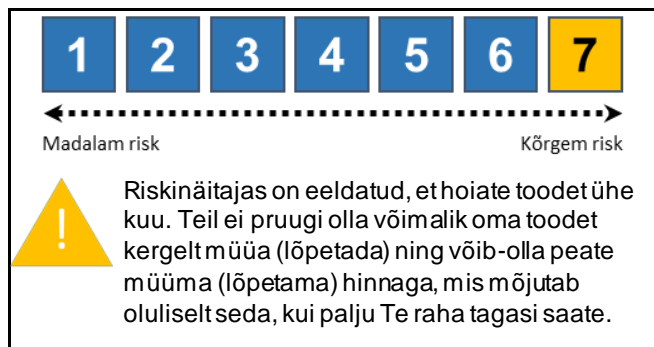 1 2 3 4 5 6 7
Madalam risk Kõrgem risk
!
Riskinäitajas on eeldatud, et hoiate toodet ühe
kuu. Teil ei pruugi olla võimalik oma toodet
kergelt müüa (lõpetada) ning võib-olla peate
müüma (lõpetama) hinnaga, mis mõjutab
oluliselt seda, kui palju Te raha tagasi saate.